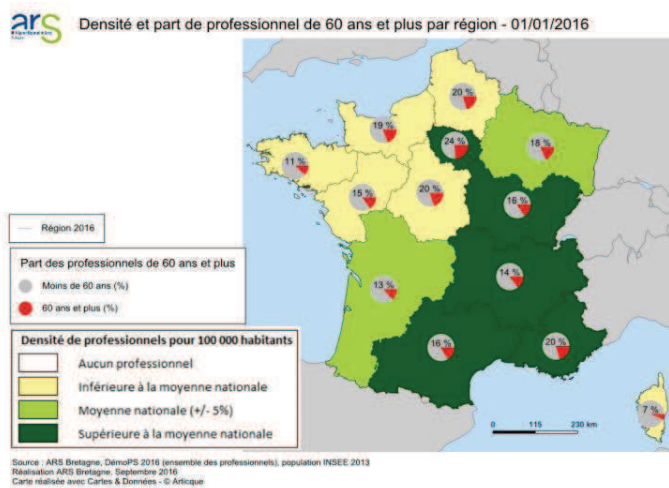 ars
Densité et part de professionnel de 60 ans et plus par région - 01/01/2016
20 %
19 %
24 %
18 %
11 %
15 %
20 %
16 %
14 %
13 %
16 %
20 %
7 %
Région 2016
Part des professionnels de 60 ans et plus
Moins de 60 ans (%)
60 ans et plus (%)
Densité de professionnels pour 100 000 habitants
Aucun professionnel
Inférieure à la moyenne nationale
Moyenne nationale (+/- 5%)
Supérieure à la moyenne nationale
0 115 230 km
Source : ARS Bretagne, DémoPS 2016 (ensemble des professionnels), population INSEE 2013
Réalisation ARS Bretagne, Septembre 2016
Carte réalisée avec Cartes & Données - © Articque